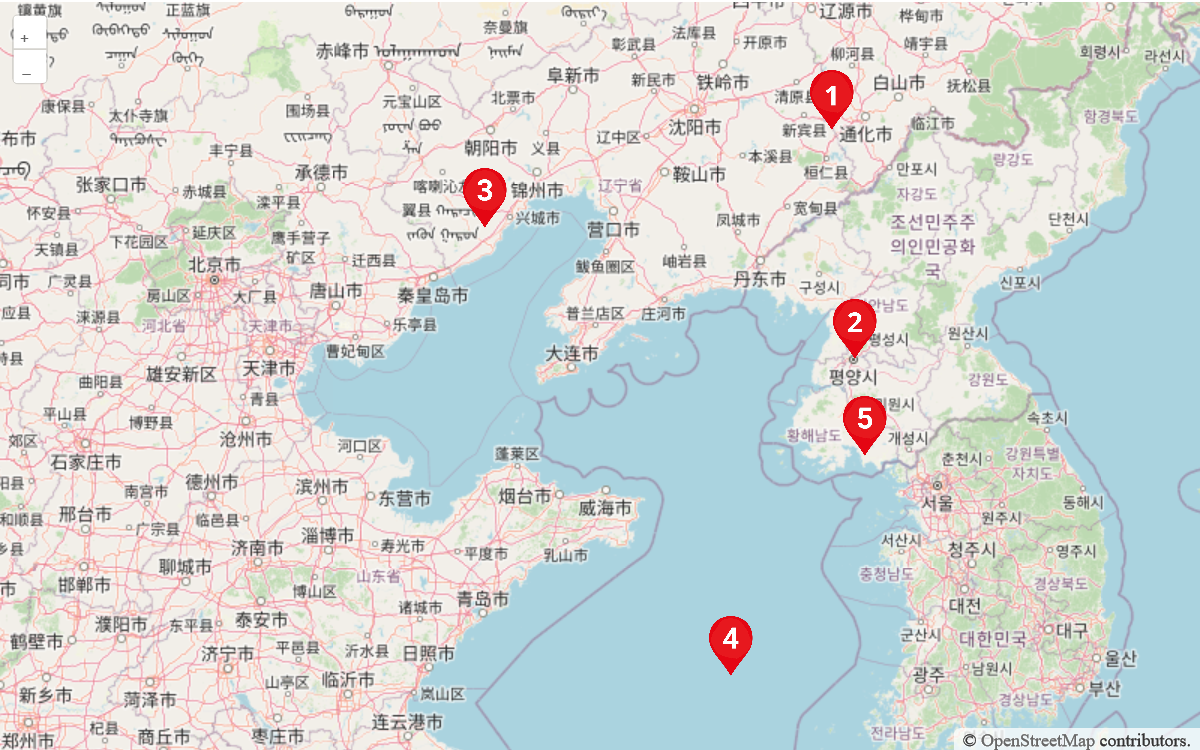 镶黄旗
正蓝旗
奈曼旗
四平市
辽源市
桦甸市
赤峰市
彰武县
法库县
开原市
柳河县
靖宇县
회령시
라선시
阜新市
新民市
铁岭市
清原县
白山市
抚松县
康保县
太仆寺旗
围场县
元宝山区
北票市
1
함경북도
沈阳市
新宾县
通化市
临江市
丰宁县
朝阳市
义县
辽中区
本溪县
桓仁县
만포시
량강도
张家口市
赤城县
承德市
3
锦州市
辽宁省
鞍山市
자강도
怀安县
滦平县
兴城市
凤城市
宽甸县
단천시
天镇县
下花园区
延庆区
鹰手营子
矿区
营口市
조선민주주
의인민공화
국
北京市
迁西县
鲅鱼圈区
岫岩县
丹东市
신포시
广灵县
房山区
大广县
唐山市
秦皇岛市
구성시
涞源县
河北省
天津市
乐亭县
普兰店区
庄河市
2
평성시
원산시
曹妃甸区
大连市
雄安新区
天津市
평양시
강원도
曲阳县
青县
平山县
博野县
沧州市
5
황해남도
개성시
속초시
郊区
石家庄市
河口区
蓬莱区
춘천시
강원특별
자치도
南宫市
德州市
滨州市
东营市
烟台市
威海市
서울
동해시
和顺县
邢台市
广宗县
临邑县
원주시
济南市
淄博市
寿光市
平度市
乳山市
서산시
청주시
영주시
邯郸市
聊城市
博山区
山东省
충청남도
경상북도
濮阳市
东平县
泰安市
诸城市
青岛市
대전
鹤壁市
济宁市
平邑县
沂水县
日照市
4
군산시
대한민국
대구
울산
新乡市
菏泽市
山亭区
临沂市
岚山区
광주
남원시
경상남도
부산
郑州市
杞县
商丘市
枣庄市
连云港市
전라남도
© OpenStreetMap contributors.